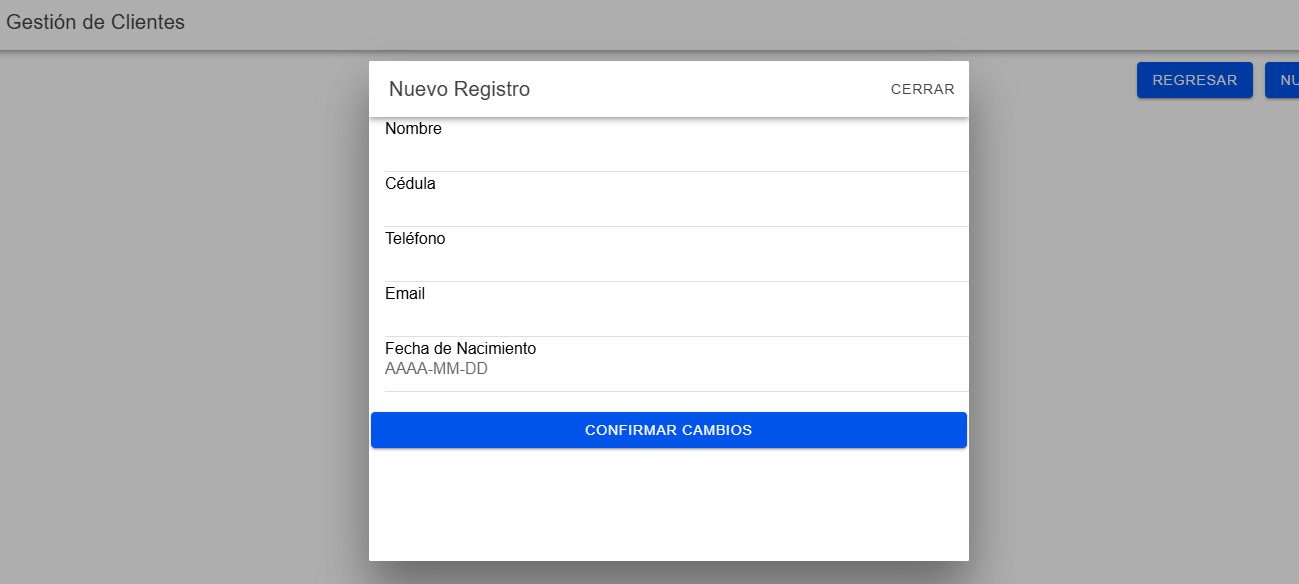 Gestión de Clientes
REGRESAR
NU
Nuevo Registro
CERRAR
Nombre
Cédula
Teléfono
Email
Fecha de Nacimiento
AAAA-MM-DD
CONFIRMAR CAMBIOS